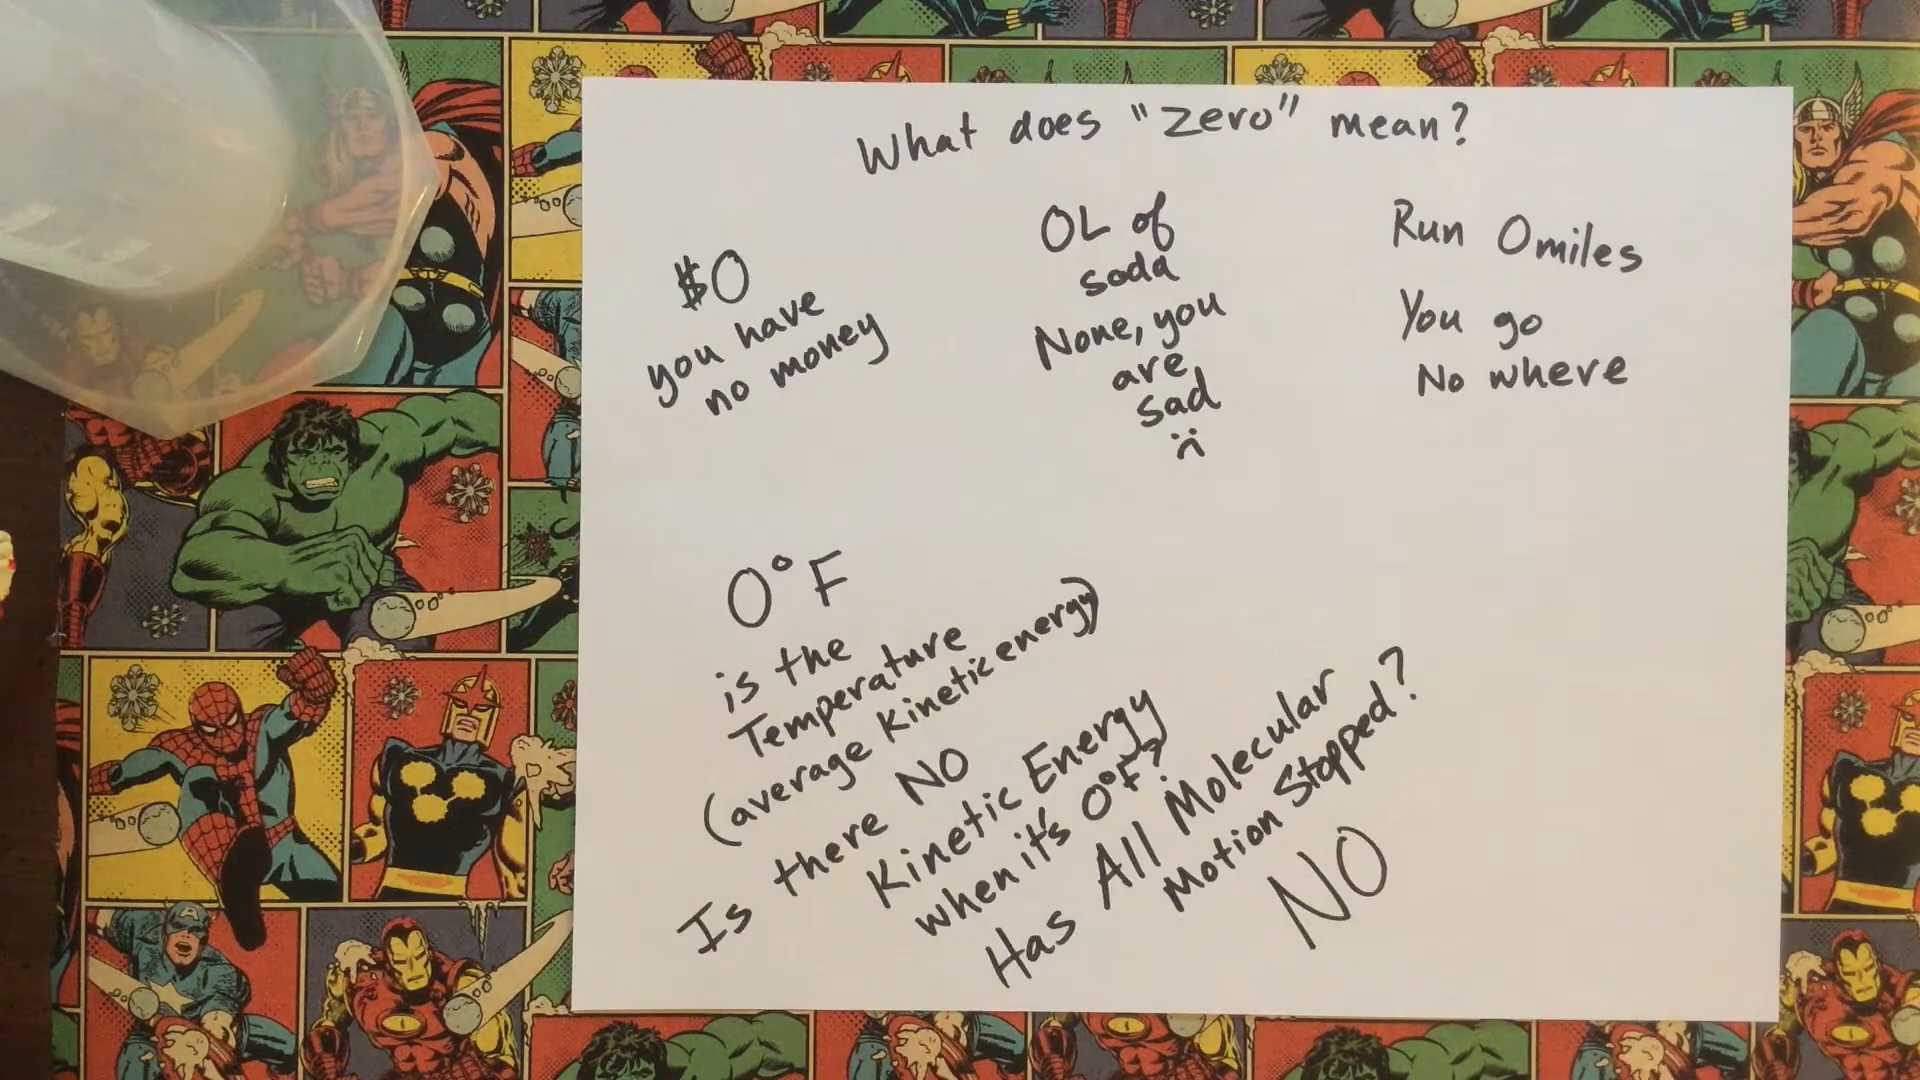 What does "zero" mean?
$0
you have
no money
0L of
soda
None, you
are
sad
Run 0 miles
You go
No where
0°F
is the
Temperature
(average kinetic energy)
Is there NO
Kinetic Energy
when it's 0°F?
Has All Molecular
Motion Stopped?
NO